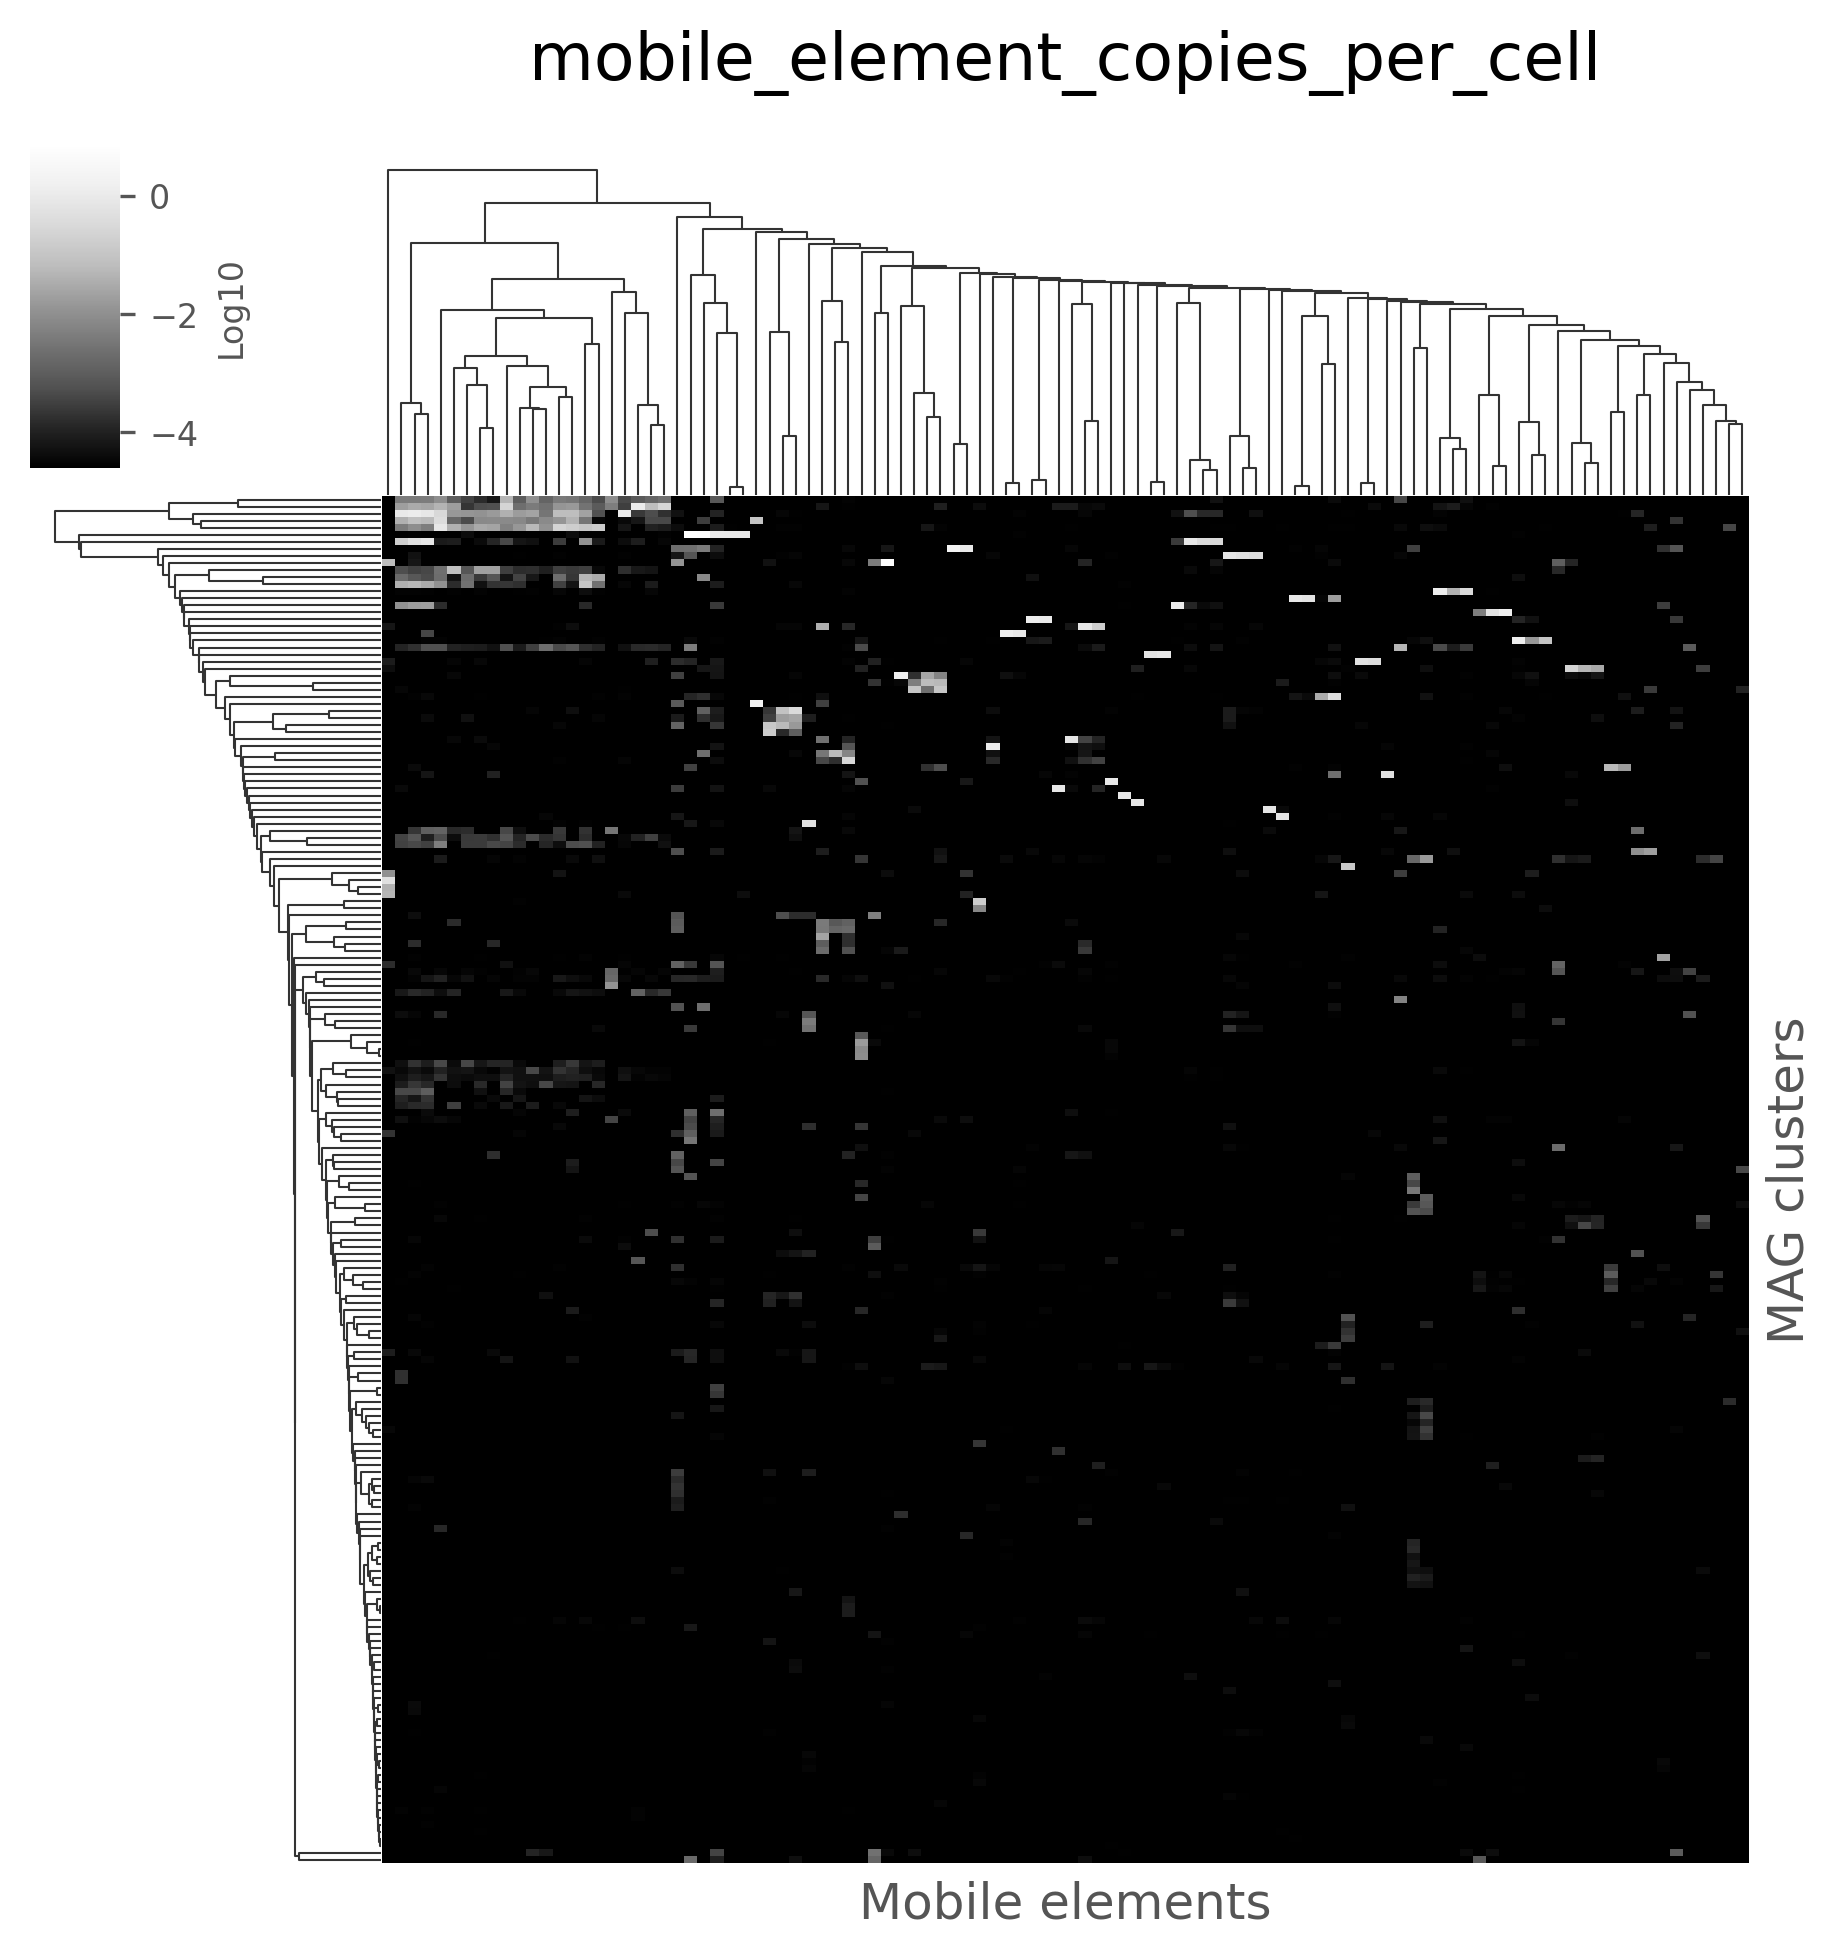 mobile_element_copies_per_cell
0
−2
−4
Log10
MAG clusters
Mobile elements